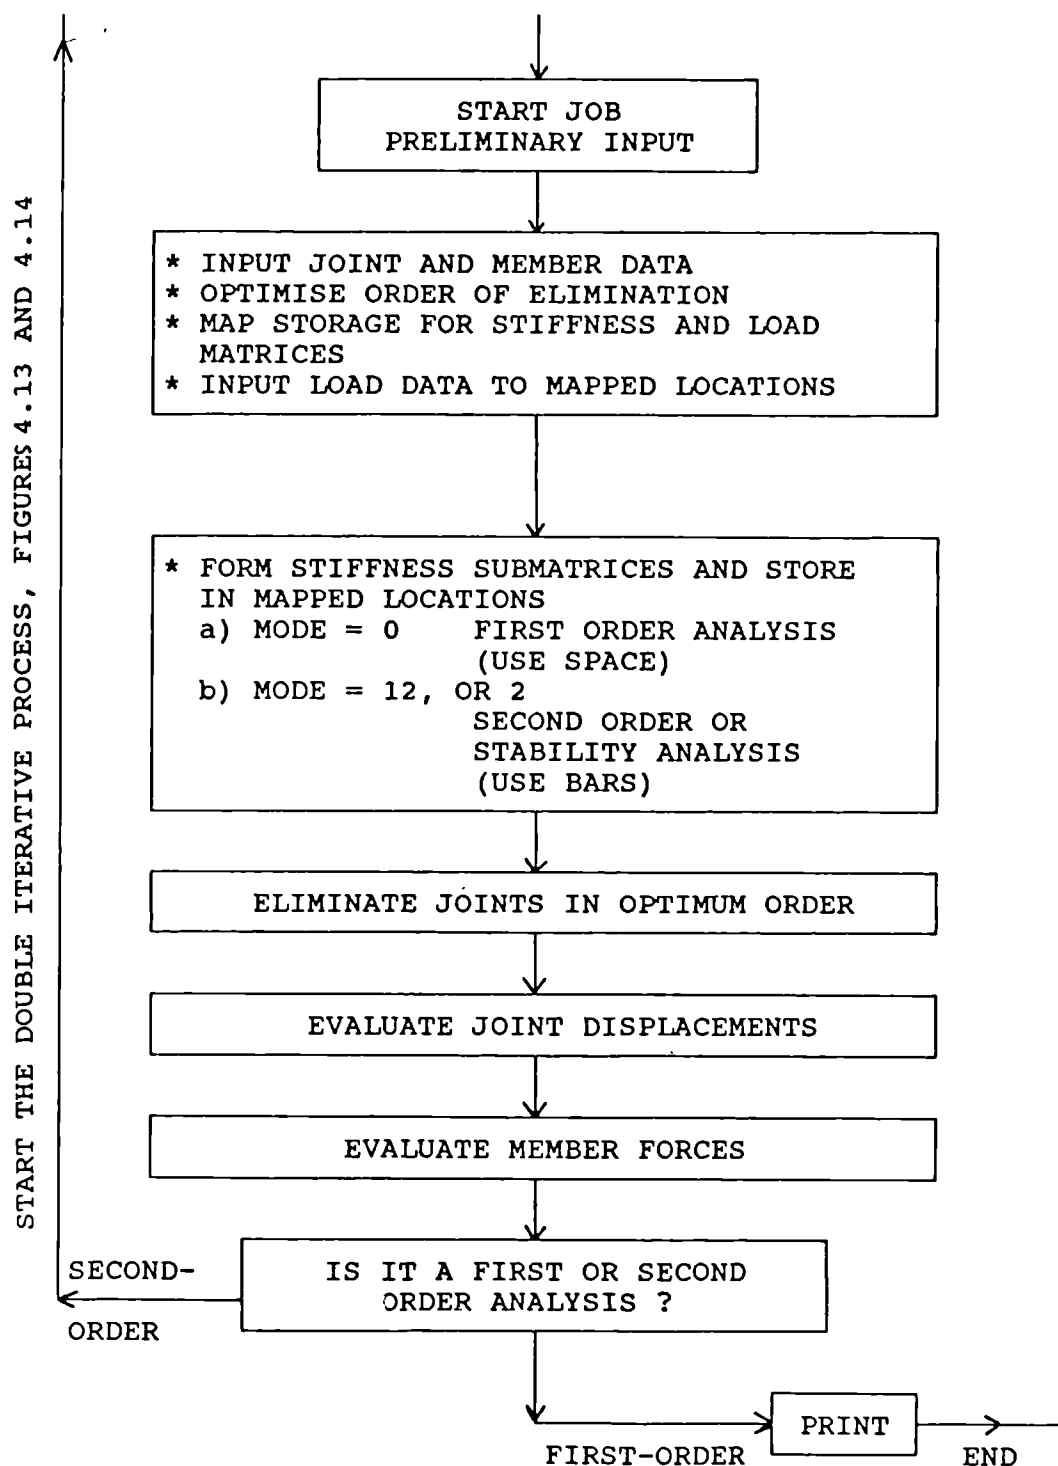 START THE DOUBLE ITERATIVE PROCESS, FIGURES 4.13 AND 4.14
START JOB
PRELIMINARY INPUT
* INPUT JOINT AND MEMBER DATA
* OPTIMISE ORDER OF ELIMINATION
* MAP STORAGE FOR STIFFNESS AND LOAD
MATRICES
* INPUT LOAD DATA TO MAPPED LOCATIONS
* FORM STIFFNESS SUBMATRICES AND STORE
IN MAPPED LOCATIONS
a) MODE = 0 FIRST ORDER ANALYSIS
(USE SPACE)
b) MODE = 12, OR 2
SECOND ORDER OR
STABILITY ANALYSIS
(USE BARS)
ELIMINATE JOINTS IN OPTIMUM ORDER
EVALUATE JOINT DISPLACEMENTS
EVALUATE MEMBER FORCES
IS IT A FIRST OR SECOND
ORDER ANALYSIS ?
SECOND-
ORDER
FIRST-ORDER
PRINT
END